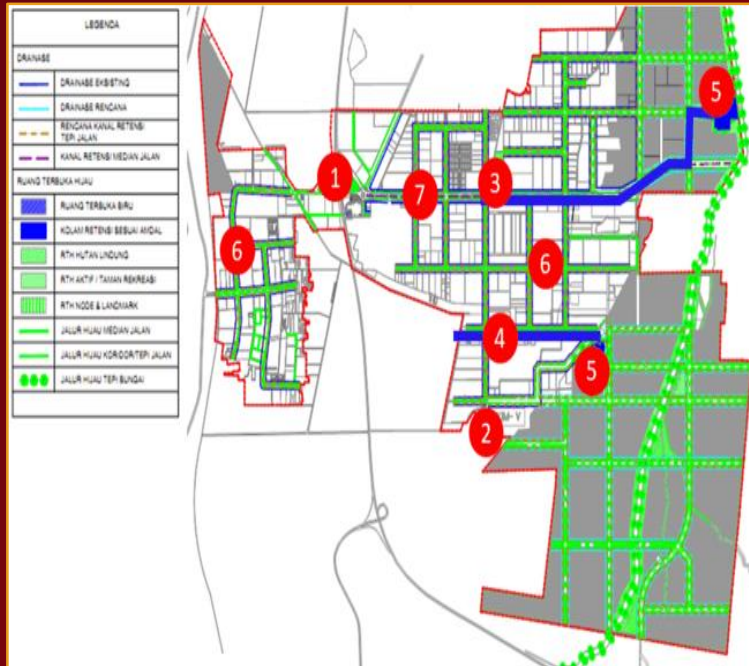 LEGENDA
DRAINASE
DRAINASE EKSISTING
DRAINASE RENCANA
RENCANA KANAL RETENSI
TEPI JALAN
KANAL RETENSI MEDIAN JALAN
RUANG TERBUKA HIJAU
RUANG TERBUKA BIRU
KOLAM RETENSI SESUAI AMDAL
RTH HUTAN LINDUNG
RTH AKTIF / TAMAN REKREASI
RTH NODE & LANDMARK
JALUR HIJAU MEDIAN JALAN
JALUR HIJAU KORIDOR/TEPI JALAN
JALUR HIJAU TEPI SUNGAI
5
1
7
3
6
6
4
5
2